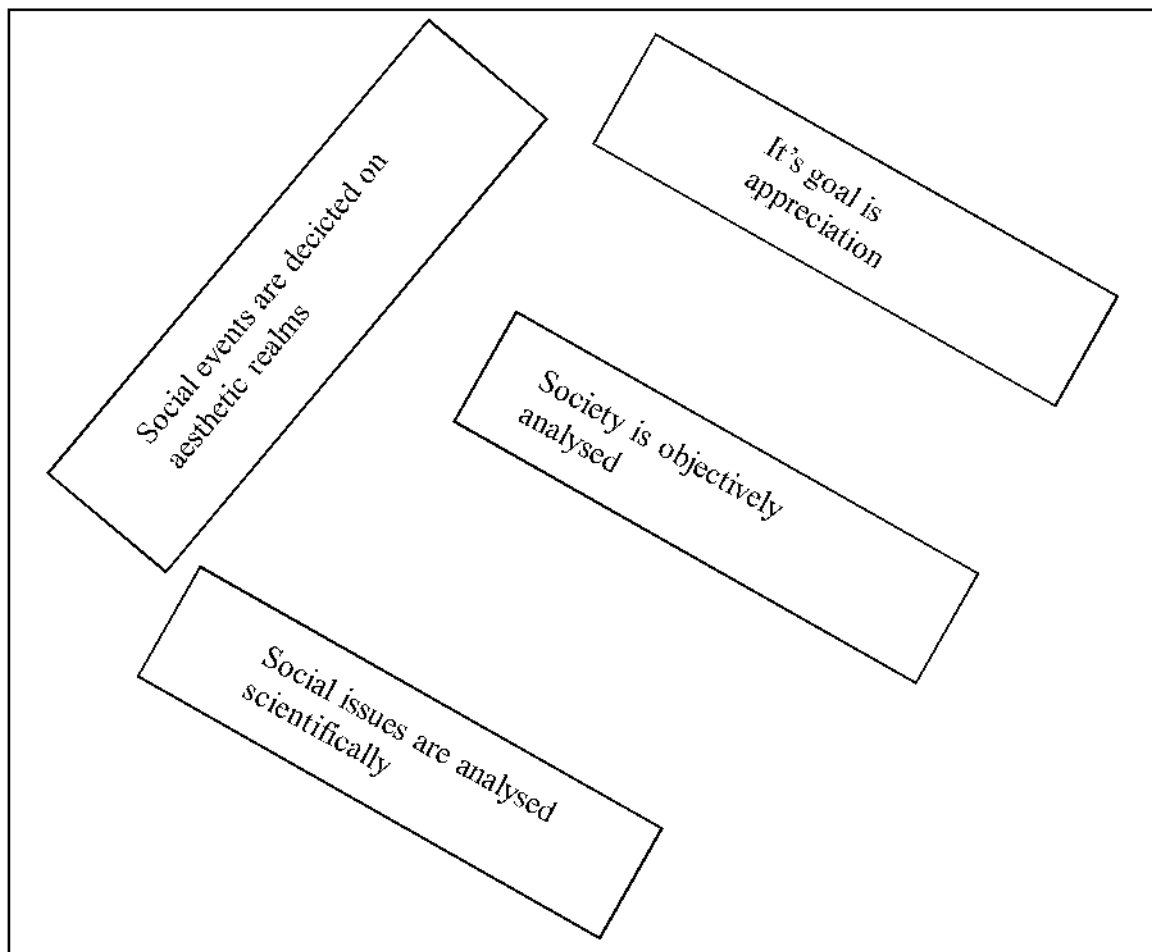 Social events are decicted on
aesthetic realms
It's goal is
appreciation
Society is objectively
analysed
Social issues are analysed
scientifically